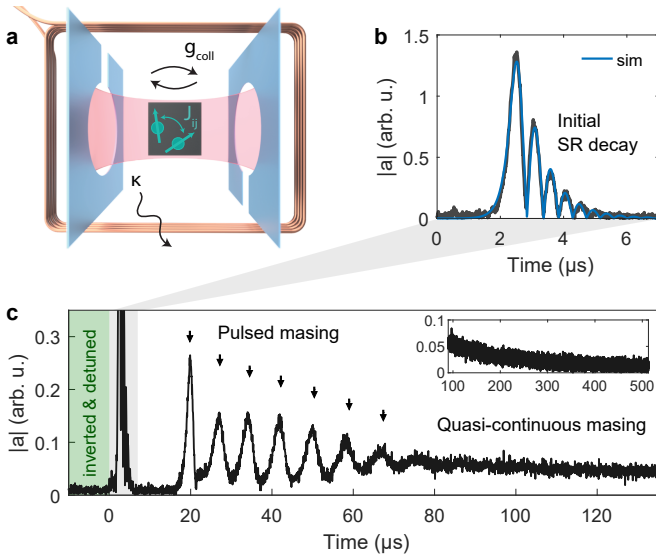 a
g_coll
J_ij
κ
b
|a| (arb. u.)
1.5
1.0
0.5
0
sim
Initial
SR decay
0 2 4 6
Time (µs)
c
|a| (arb. u.)
0.3
0.2
0.1
0
inverted & detuned
Pulsed masing
0.1
0.05
0
100 200 300 400 500
Quasi-continuous masing
0 20 40 60 80 100 120
Time (µs)